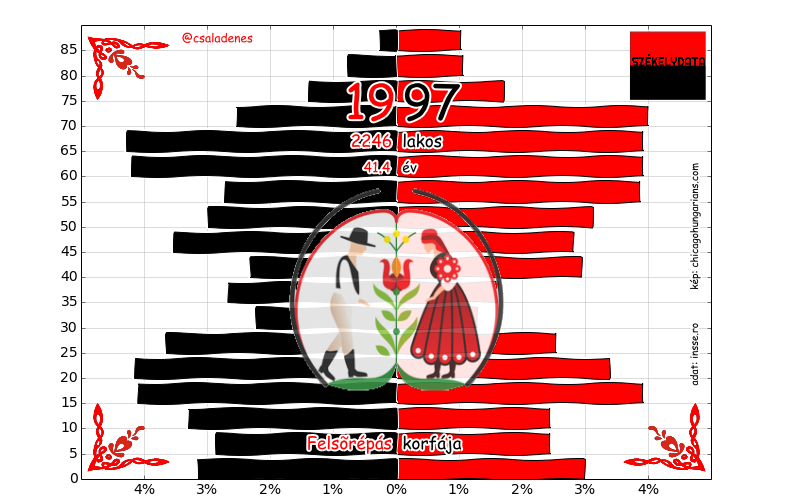 @csaladenes
SZÉKELYDATA
1997
2246 lakos
41,4 év
kép: chicagohungarians.com
adat: insse.ro
Felsőrépás korfája
85
80
75
70
65
60
55
50
45
40
35
30
25
20
15
10
5
0
4% 3% 2% 1% 0% 1% 2% 3% 4%